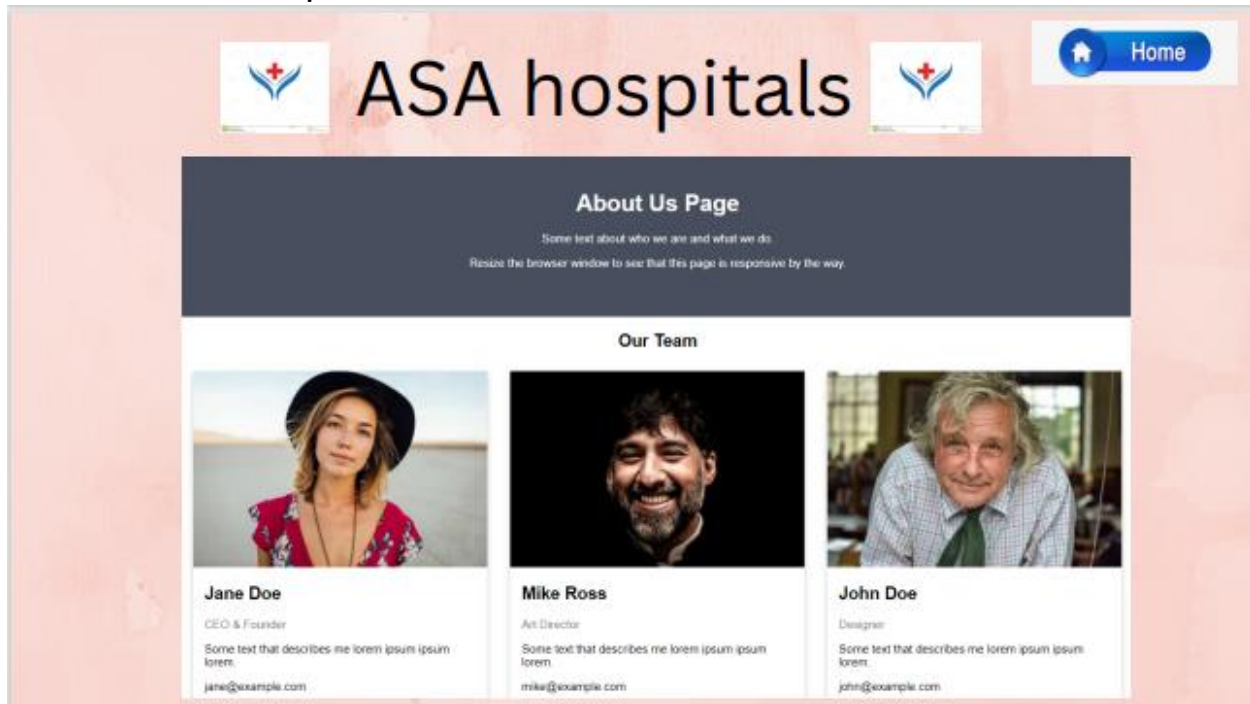 ASA hospitals
Home
About Us Page
Some text about who we are and what we do.
Resize the browser window to see that this page is responsive by the way.
Our Team
Jane Doe
CEO & Founder
Some text that describes me lorem ipsum ipsum
lorem.
jane@example.com
Mike Ross
Art Director
Some text that describes me lorem ipsum ipsum
lorem.
mike@example.com
John Doe
Designer
Some text that describes me lorem ipsum ipsum
lorem.
john@example.com